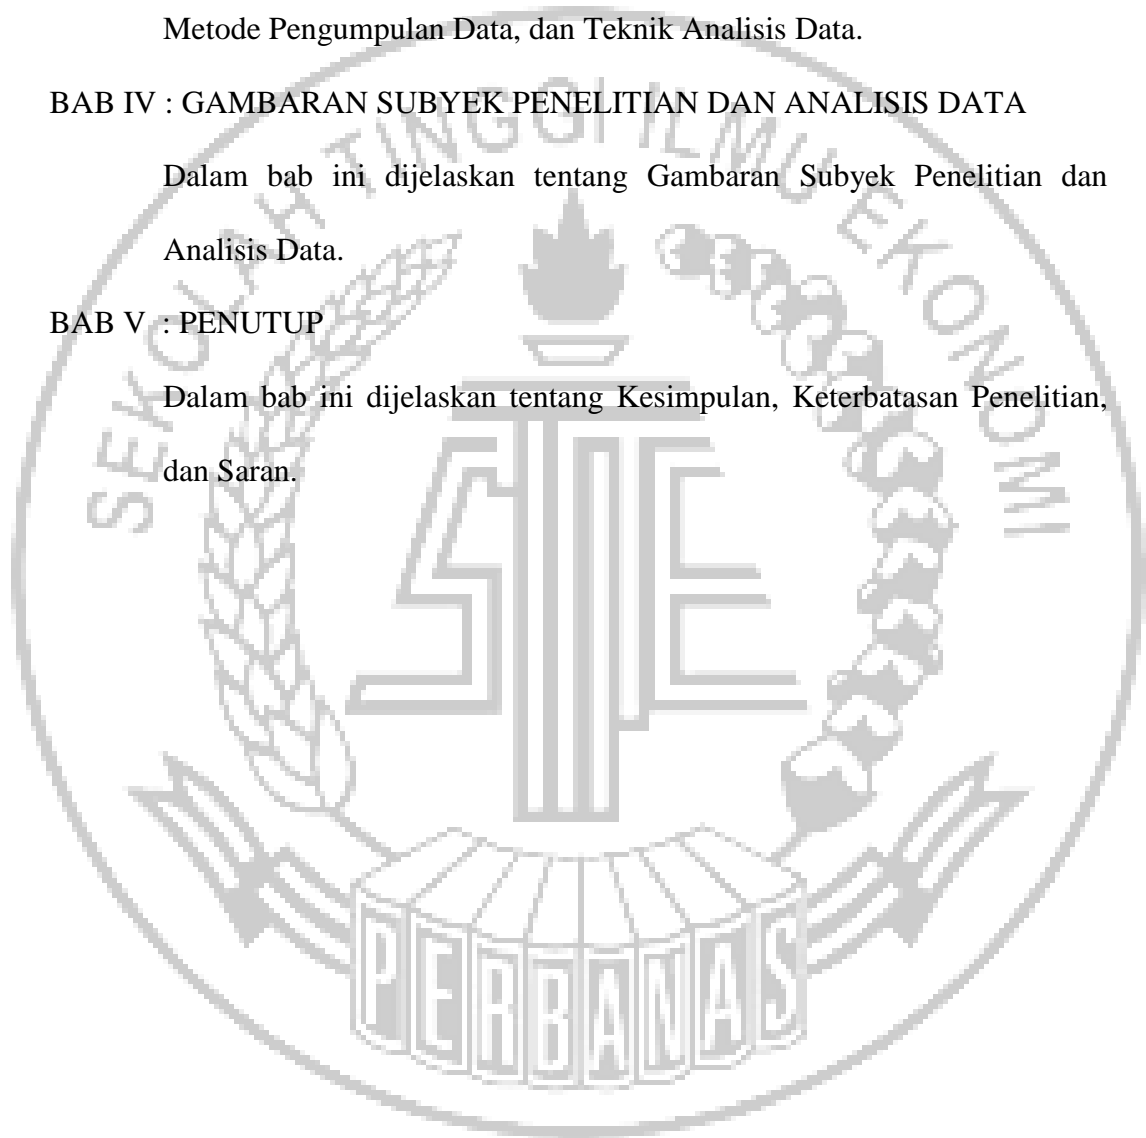 Metode Pengumpulan Data, dan Teknik Analisis Data.
BAB IV : GAMBARAN SUBYEK PENELITIAN DAN ANALISIS DATA
Dalam bab ini dijelaskan tentang Gambaran Subyek Penelitian dan
Analisis Data.
BAB V : PENUTUP
Dalam bab ini dijelaskan tentang Kesimpulan, Keterbatasan Penelitian,
dan Saran.
SEKOLAH TINGGI ILMU EKONOMI
STIE
PERBANAS